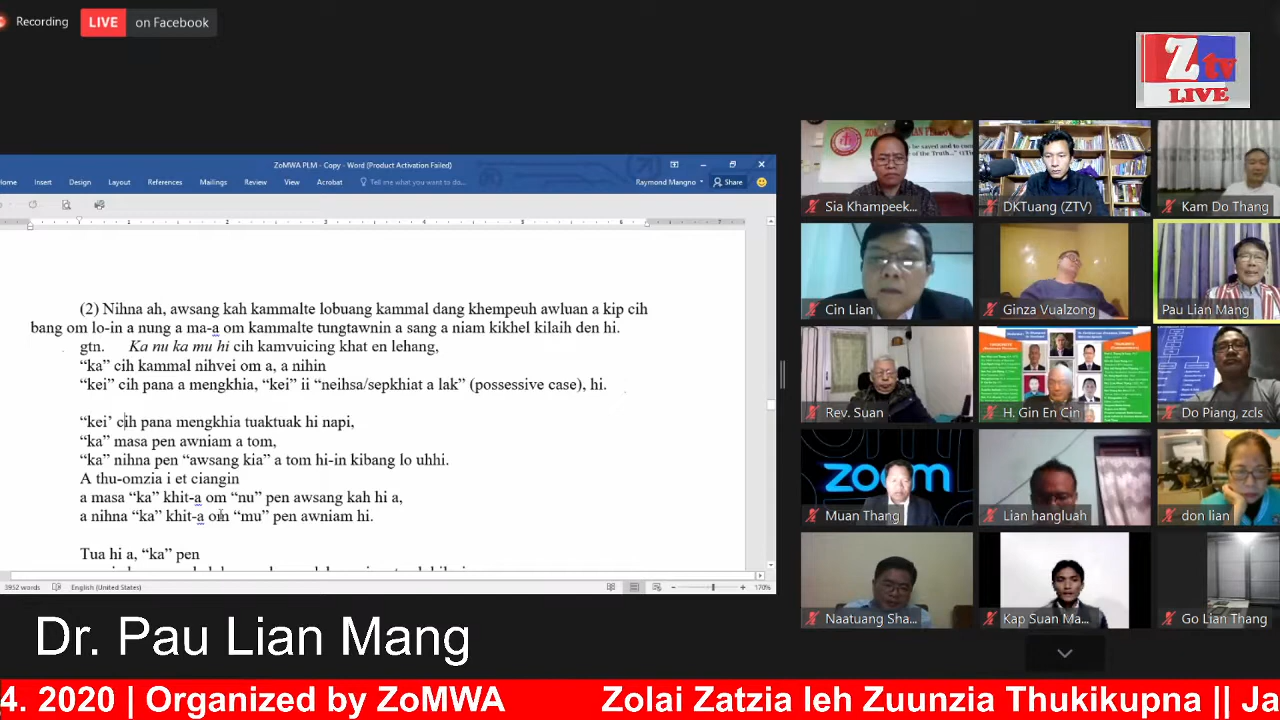 Recording
LIVE on Facebook
Z tv
LIVE
ZoMWA PLM - Copy - Word (Product Activation Failed)
Home Insert Design Layout References Mailings Review View Acrobat Tell me what you want to do... Raymond Mangno Share
(2) Nihna ah, awsang kah kammalte lobuang kammal dang khempeuh awluan a kip cih
bang om lo-in a nung a ma-a om kammalte tungtawnin a sang a niam kikhel kilaih den hi.
gtn. Ka nu ka mu hi cih kamvuicing khat en lehang,
"kei" cih pana a mengkhia, "kei" ii "neihsa/sepkhiet lahlak" (possessive case), hi.
"kei' cih pana mengkhia tuaktuak hi napi,
"ka" masa pen awniam a tom,
"ka" nihna pen "awsang kia" a tom hi-in kibang lo uhhi.
A thu-omzia i et ciangin
a masa "ka" khit-a om "nu" pen awsang kah hi a,
a nihna "ka" khit-a om "mu" pen awniam hi.
Tua hi a, "ka" pen
3952 words English (United States) 170%
Sia Khampeek...
DKTuang (ZTV)
Kam Do Thang
Cin Lian
Ginza Vualzong
Pau Lian Mang
Rev. Suan
H. Gin En Cin
Do Piang, zcls
zoom
Muan Thang
Lian hangluah
don lian
Naatuang Sha...
Kap Suan Ma...
Go Lian Thang
Dr. Pau Lian Mang
4. 2020 | Organized by ZoMWA Zolai Zatzia leh Zuunzia Thukikupna || Ja